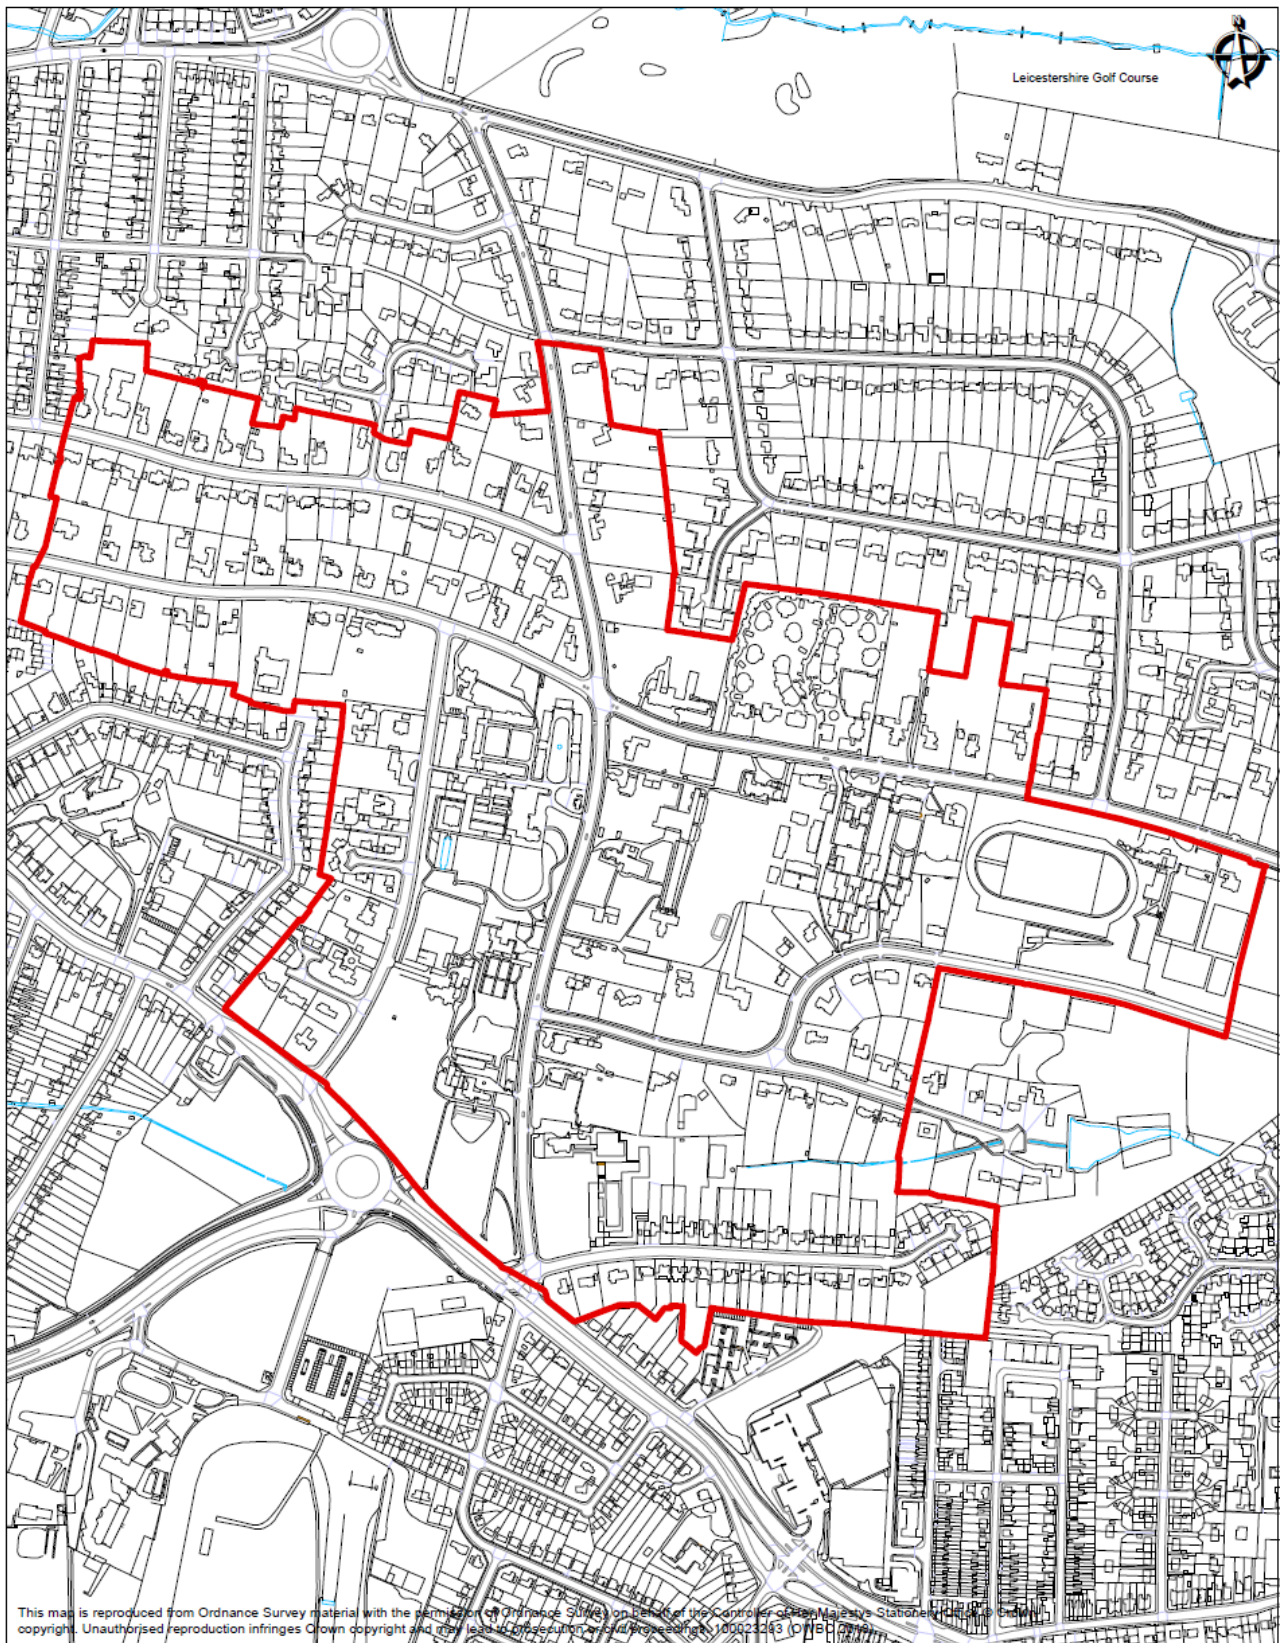 N
Leicestershire Golf Course
This map is reproduced from Ordnance Survey material with the permission of Ordnance Survey on behalf of the Controller of Her Majestys Stationery Office © Crown
copyright. Unauthorised reproduction infringes Crown copyright and may lead to prosecution or civil proceedings. (OWBC